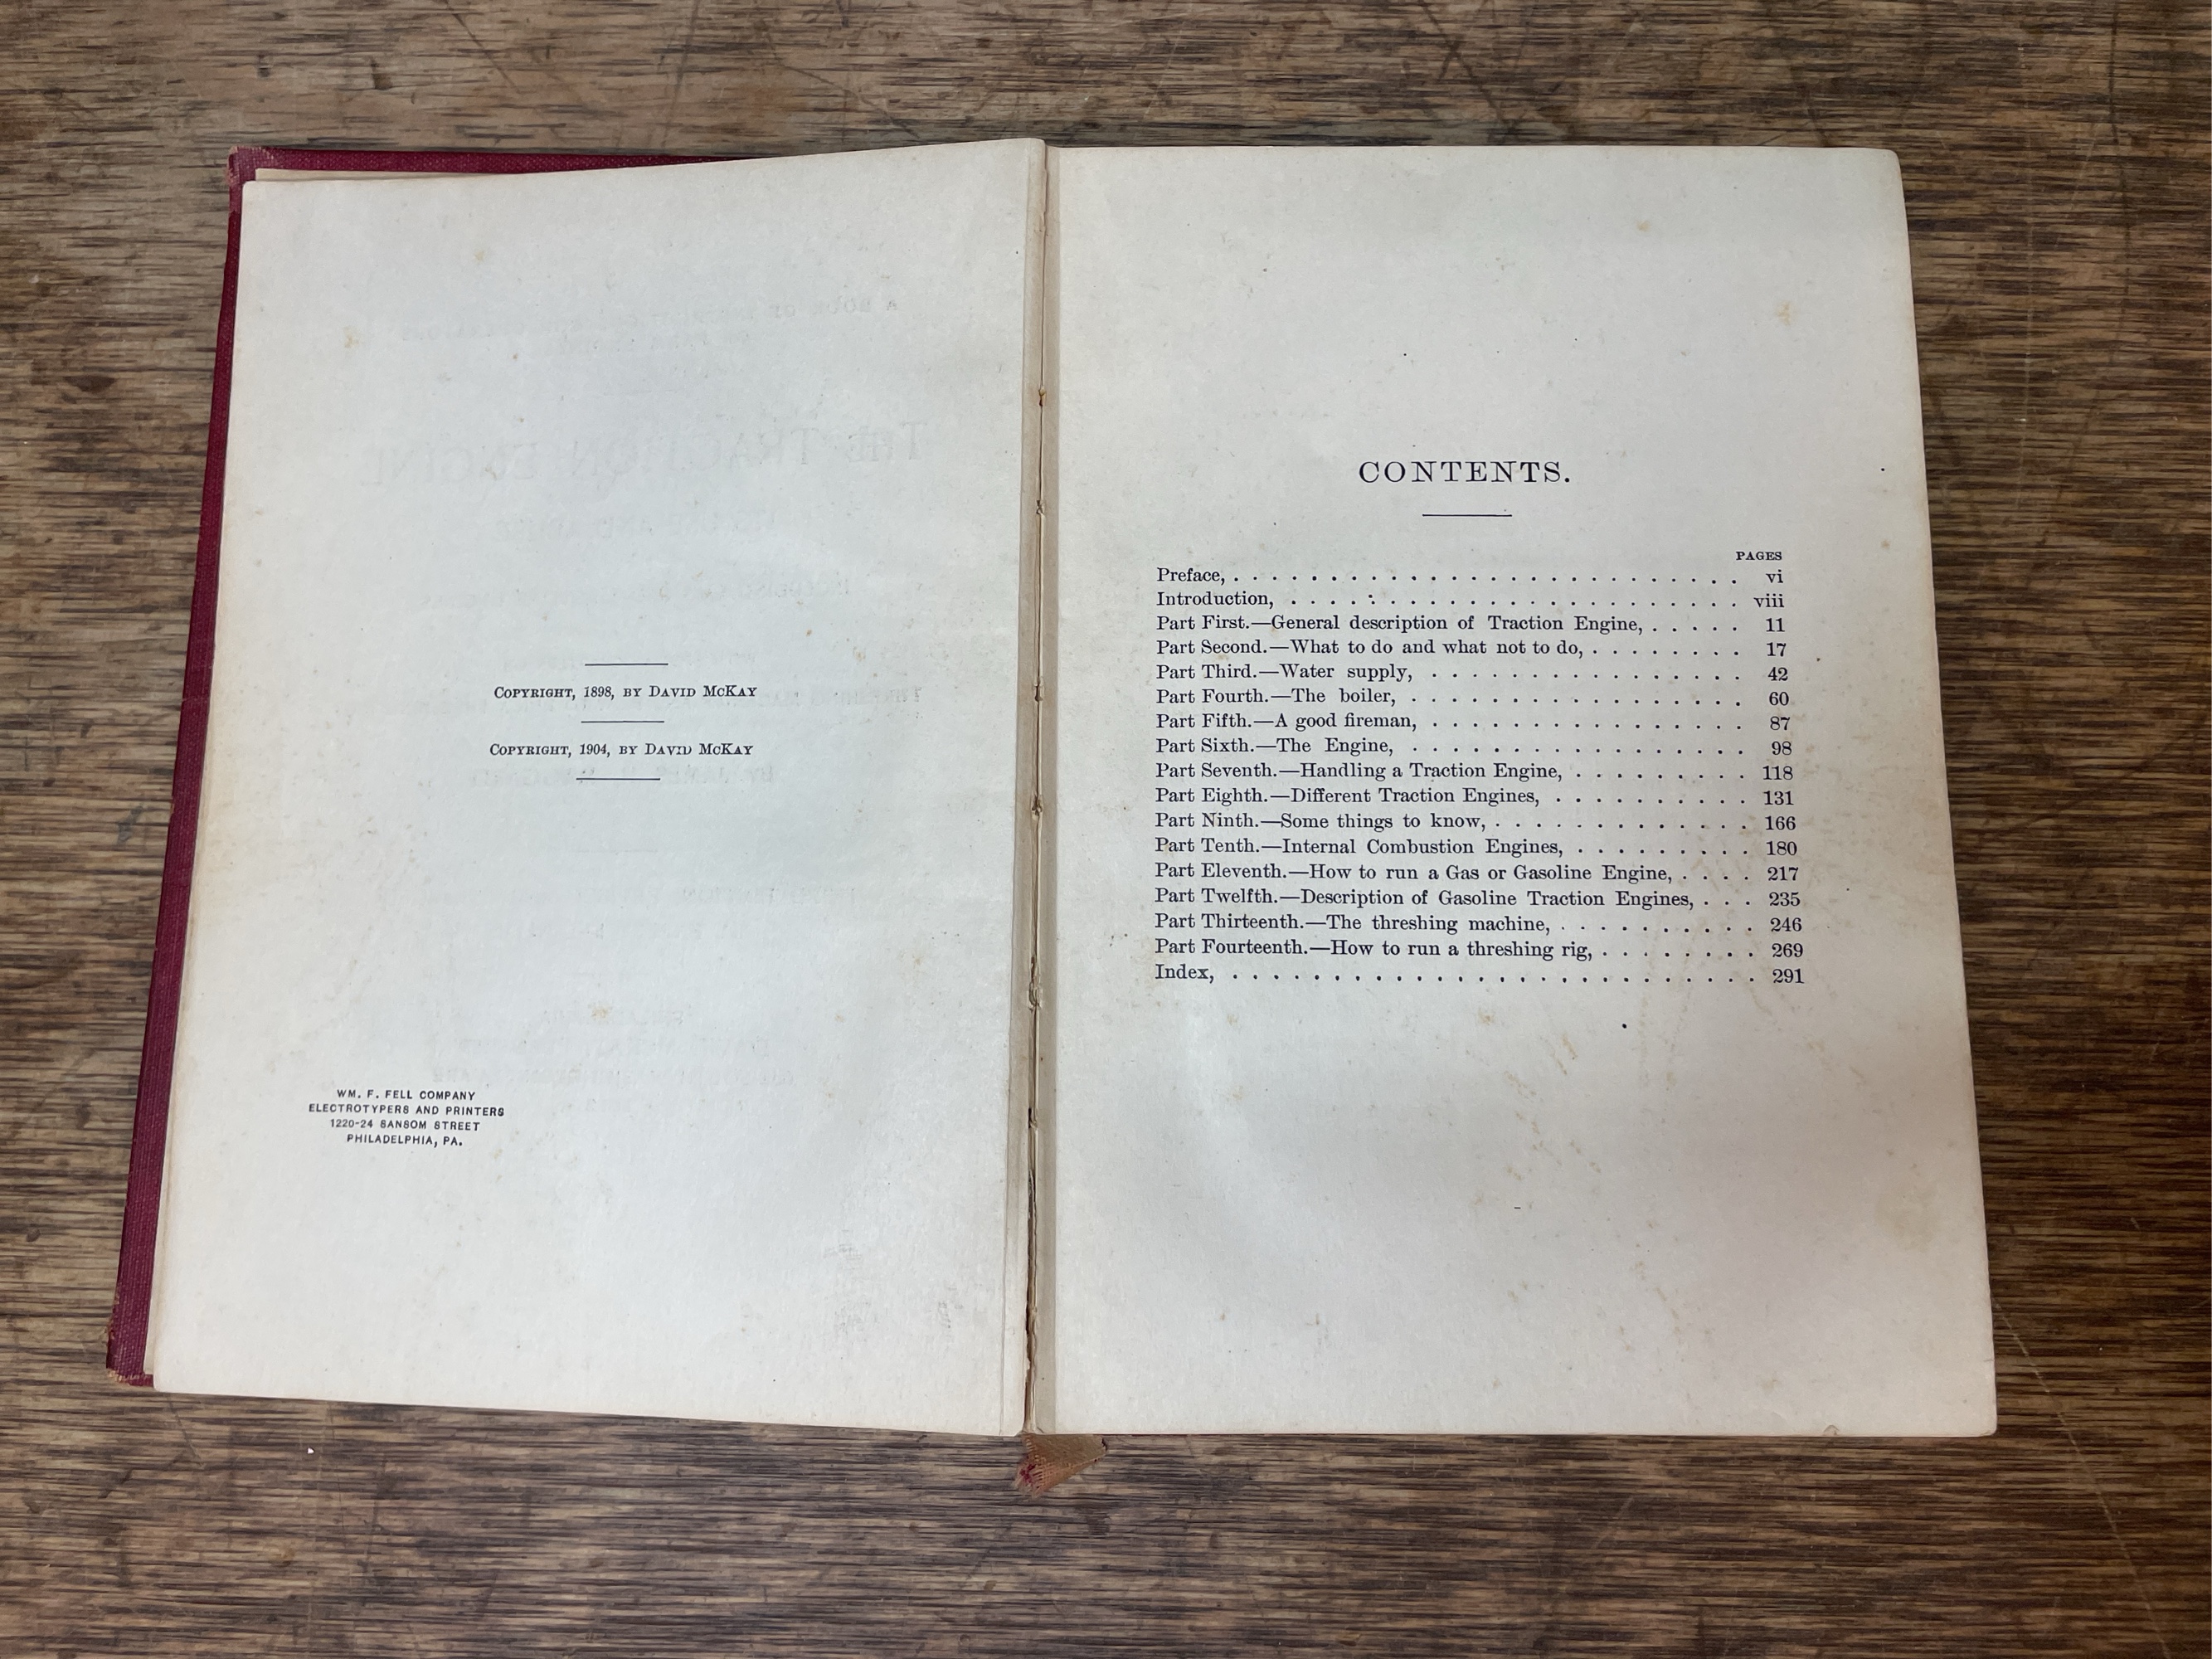 COPYRIGHT, 1898, BY DAVID MCKAY
COPYRIGHT, 1904, BY DAVID MCKAY
WM. F. FELL COMPANY
ELECTROTYPERS AND PRINTERS
1220-24 SANSOM STREET
PHILADELPHIA, PA.
CONTENTS.
PAGES
Preface, . . . . . . . . . . . . . . . . . . . . . . . . . . vi
Introduction, . . . . . . . . . . . . . . . . . . . . . . . viii
Part First.—General description of Traction Engine, . . . . . 11
Part Second.—What to do and what not to do, . . . . . . . . 17
Part Third.—Water supply, . . . . . . . . . . . . . . . . 42
Part Fourth.—The boiler, . . . . . . . . . . . . . . . . . 60
Part Fifth.—A good fireman, . . . . . . . . . . . . . . . . 87
Part Sixth.—The Engine, . . . . . . . . . . . . . . . . . 98
Part Seventh.—Handling a Traction Engine, . . . . . . . . . 118
Part Eighth.—Different Traction Engines, . . . . . . . . . . 131
Part Ninth.—Some things to know, . . . . . . . . . . . . . 166
Part Tenth.—Internal Combustion Engines, . . . . . . . . . 180
Part Eleventh.—How to run a Gas or Gasoline Engine, . . . . 217
Part Twelfth.—Description of Gasoline Traction Engines, . . . 235
Part Thirteenth.—The threshing machine, . . . . . . . . . . 246
Part Fourteenth.—How to run a threshing rig, . . . . . . . . 269
Index, . . . . . . . . . . . . . . . . . . . . . . . . . . 291